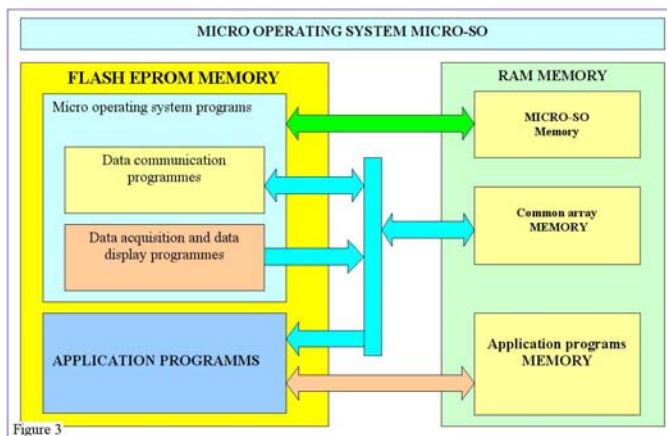 MICRO OPERATING SYSTEM MICRO-SO
FLASH EPROM MEMORY
Micro operating system programs
Data communication
programmes
Data acquisition and data
display programmes
APPLICATION PROGRAMMS
RAM MEMORY
MICRO-SO
Memory
Common array
MEMORY
Application programs
MEMORY
Figure 3